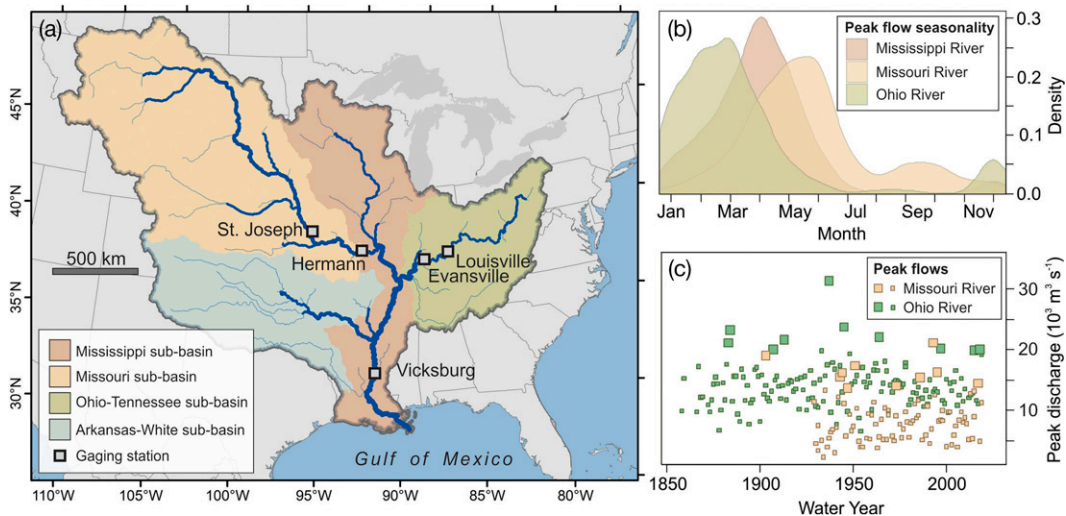 (a)
45°N
40°N
35°N
30°N
500 km
St. Joseph
Hermann
Louisville
Evansville
Vicksburg
Gulf of Mexico
Mississippi sub-basin
Missouri sub-basin
Ohio-Tennessee sub-basin
Arkansas-White sub-basin
Gaging station
110°W
105°W
100°W
95°W
90°W
85°W
80°W
(b)
Peak flow seasonality
Mississippi River
Missouri River
Ohio River
0.3
0.2
0.1
0.0
Density
Jan
Mar
May
Jul
Sep
Nov
Month
(c)
Peak flows
Missouri River
Ohio River
30
20
10
Peak discharge (10³ m³ s⁻¹)
1850
1900
1950
2000
Water Year